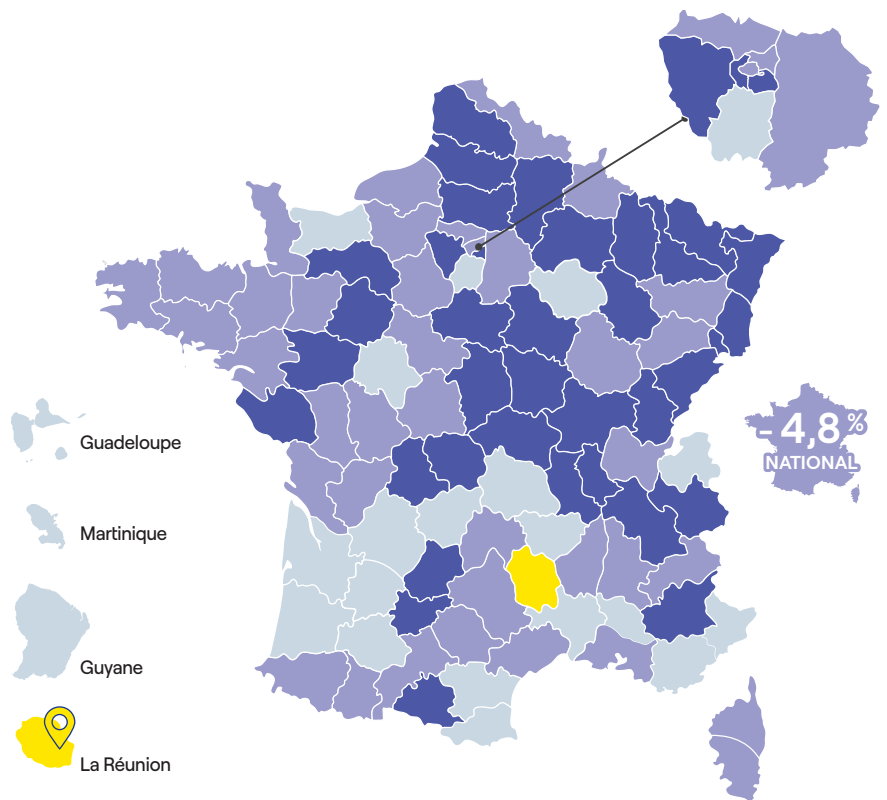 Guadeloupe
Martinique
Guyane
La Réunion
- 4,8 %
NATIONAL